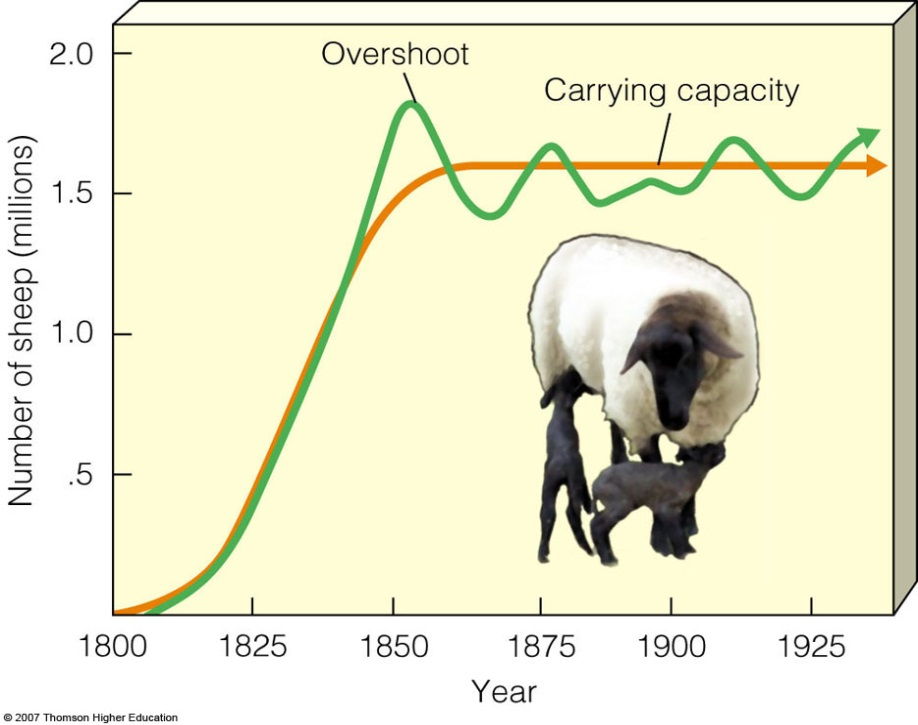 Overshoot
Carrying capacity
Number of sheep (millions)
2.0
1.5
1.0
.5
1800 1825 1850 1875 1900 1925
Year
© 2007 Thomson Higher Education